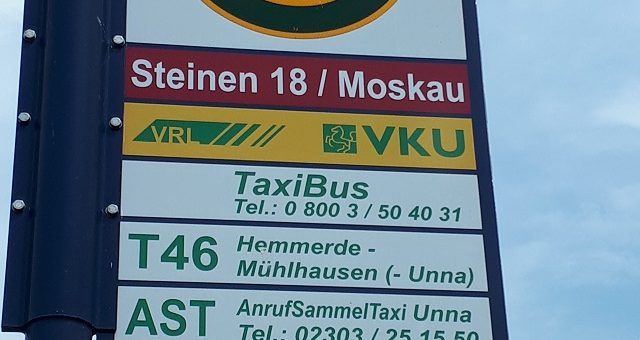 Steinen 18 / Moskau
VRL VKU
TaxiBus
Tel.: 0 800 3 / 50 40 31
T46 Hemmerde -
Mühlhausen (- Unna)
AST AnrufSammelTaxi Unna
Tel.: 02303 / 25 15 50